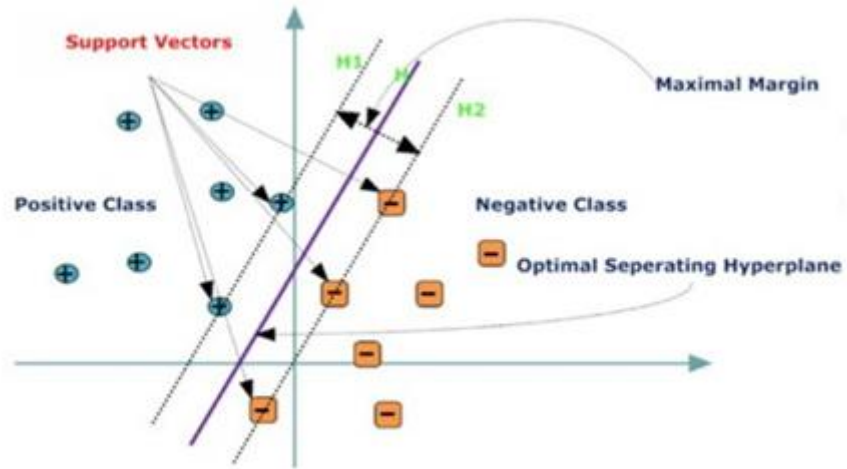 Support Vectors
H1
H
H2
Maximal Margin
Positive Class
Negative Class
Optimal Seperating Hyperplane